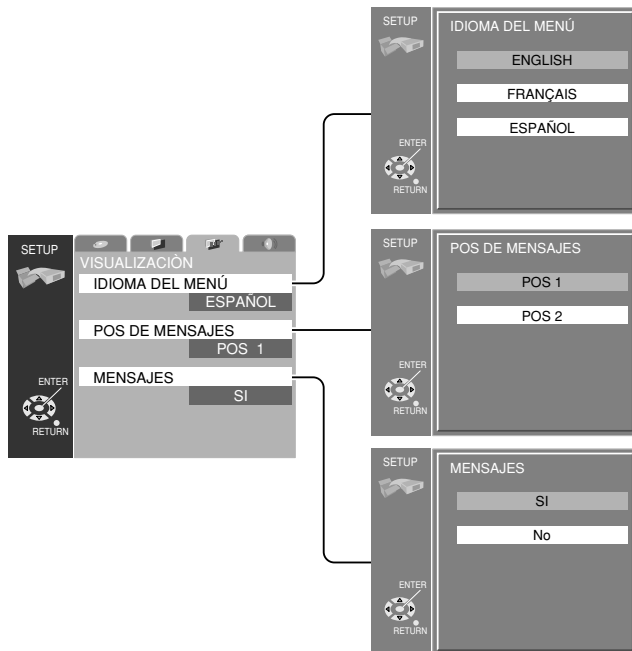 SETUP
VISUALIZACIÒN
IDIOMA DEL MENÚ
ESPAÑOL
POS DE MENSAJES
POS 1
MENSAJES
SI
ENTER
RETURN
SETUP
IDIOMA DEL MENÚ
ENGLISH
FRANÇAIS
ESPAÑOL
ENTER
RETURN
SETUP
POS DE MENSAJES
POS 1
POS 2
ENTER
RETURN
SETUP
MENSAJES
SI
No
ENTER
RETURN